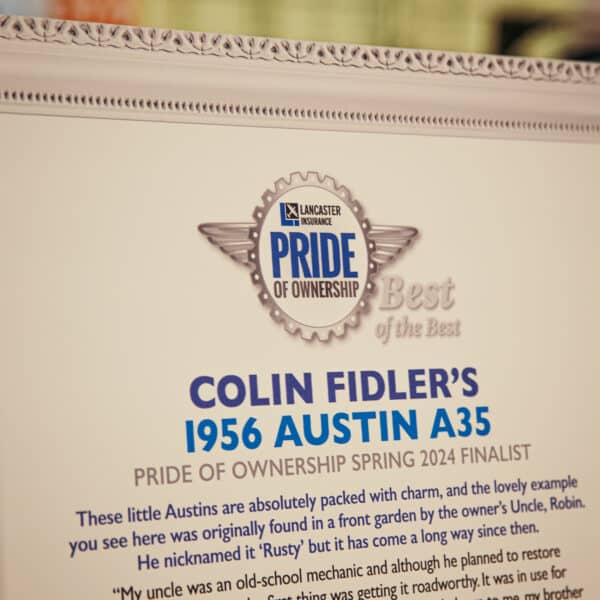 LANCASTER
INSURANCE
PRIDE
OF OWNERSHIP
Best
of the Best
COLIN FIDLER'S
1956 AUSTIN A35
PRIDE OF OWNERSHIP SPRING 2024 FINALIST
These little Austins are absolutely packed with charm, and the lovely example
you see here was originally found in a front garden by the owner's Uncle, Robin.
He nicknamed it 'Rusty' but it has come a long way since then.
"My uncle was an old-school mechanic and although he planned to restore
thing was getting it roadworthy. It was in use for
to me, my brother